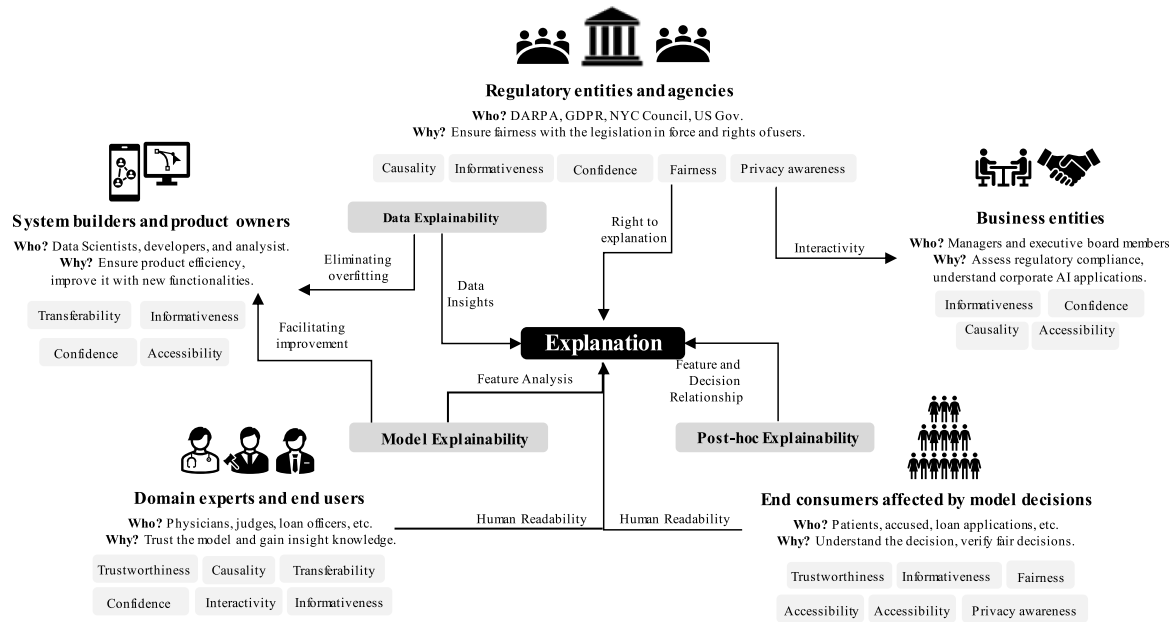 Regulatory entities and agencies
Who? DARPA, GDPR, NYC Council, US Gov.
Why? Ensure fairness with the legislation in force and rights of users.
Causality
Informativeness
Confidence
Fairness
Privacy awareness
System builders and product owners
Who? Data Scientists, developers, and analyst.
Why? Ensure product efficiency,
improve it with new functionalities.
Transferability
Informativeness
Confidence
Accessibility
Data Explainability
Eliminating
overfitting
Data
Insights
Right to
explanation
Interactivity
Business entities
Who? Managers and executive board members
Why? Assess regulatory compliance,
understand corporate AI applications.
Informativeness
Confidence
Causality
Accessibility
Facilitating
improvement
Explanation
Feature Analysis
Feature and
Decision
Relationship
Model Explainability
Post-hoc Explainability
Domain experts and end users
Who? Physicians, judges, loan officers, etc.
Why? Trust the model and gain insight knowledge.
Trustworthiness
Causality
Transferability
Confidence
Interactivity
Informativeness
Human Readability
Human Readability
End consumers affected by model decisions
Who? Patients, accused, loan applications, etc.
Why? Understand the decision, verify fair decisions.
Trustworthiness
Informativeness
Fairness
Accessibility
Accessibility
Privacy awareness